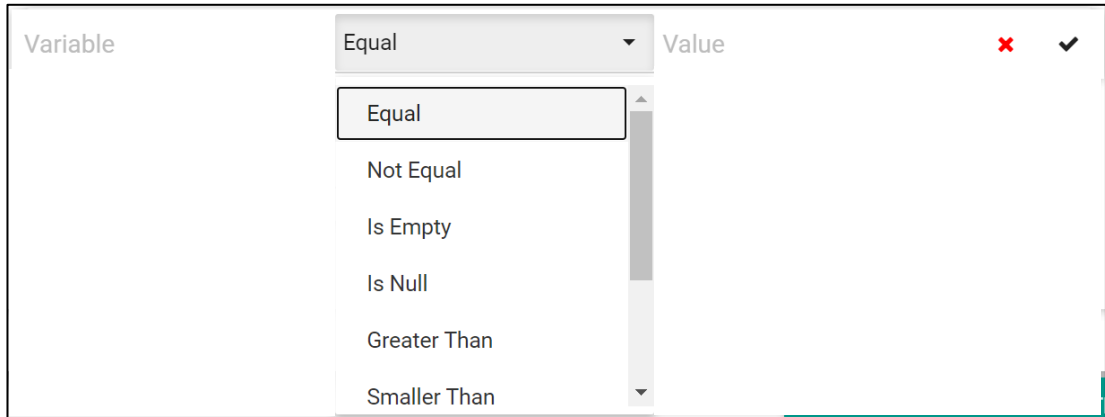 Variable Equal Value
Equal
Not Equal
Is Empty
Is Null
Greater Than
Smaller Than